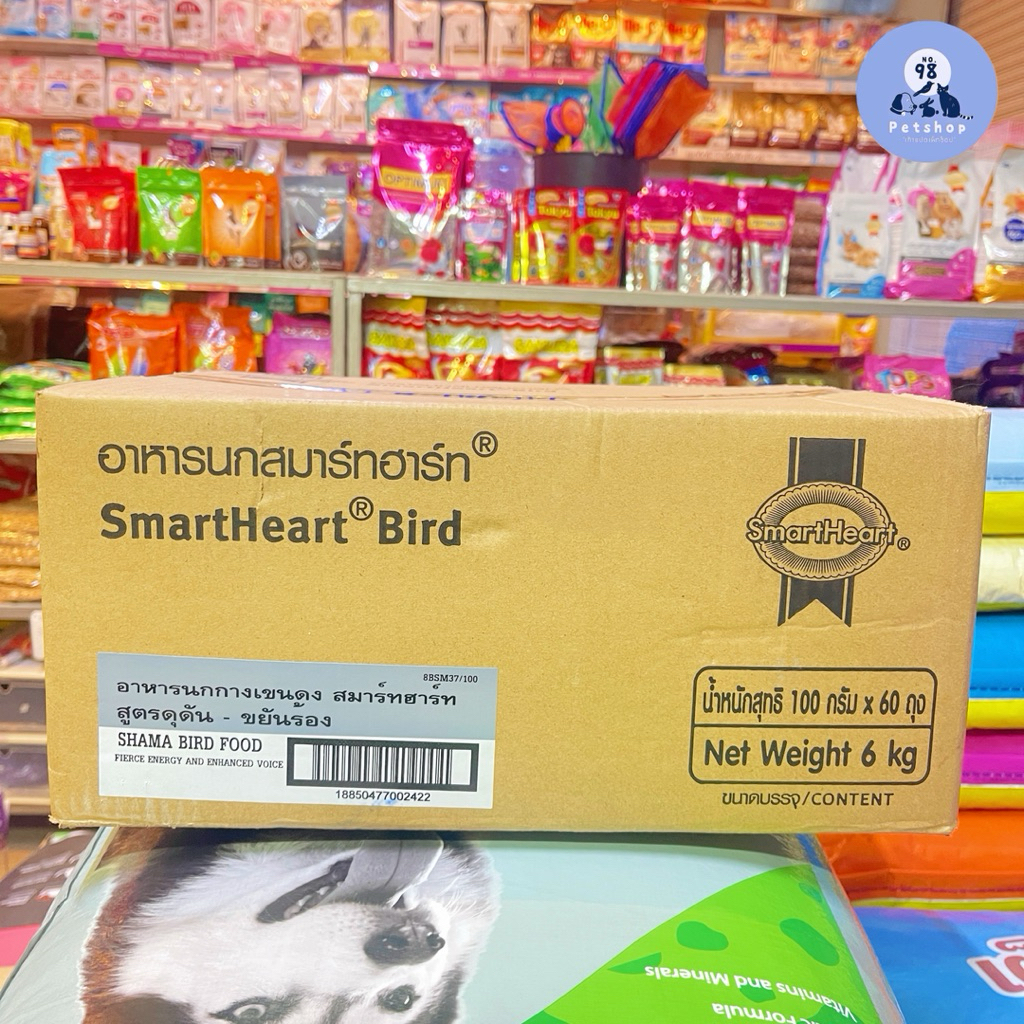 NO.
98
Petshop
OPTIMUM
อาหารนกสมาร์ทฮาร์ท®
SmartHeart® Bird
SmartHeart®
8BSM37/100
อาหารนกกางเขนดง สมาร์ทฮาร์ท
สูตรดุดัน - ขยันร้อง
SHAMA BIRD FOOD
FIERCE ENERGY AND ENHANCED VOICE
18850477002422
น้ำหนักสุทธิ 100 กรัม x 60 ถุง
Net Weight 6 kg
ขนาดบรรจุ/CONTENT
Vitamins and Minerals
Formula